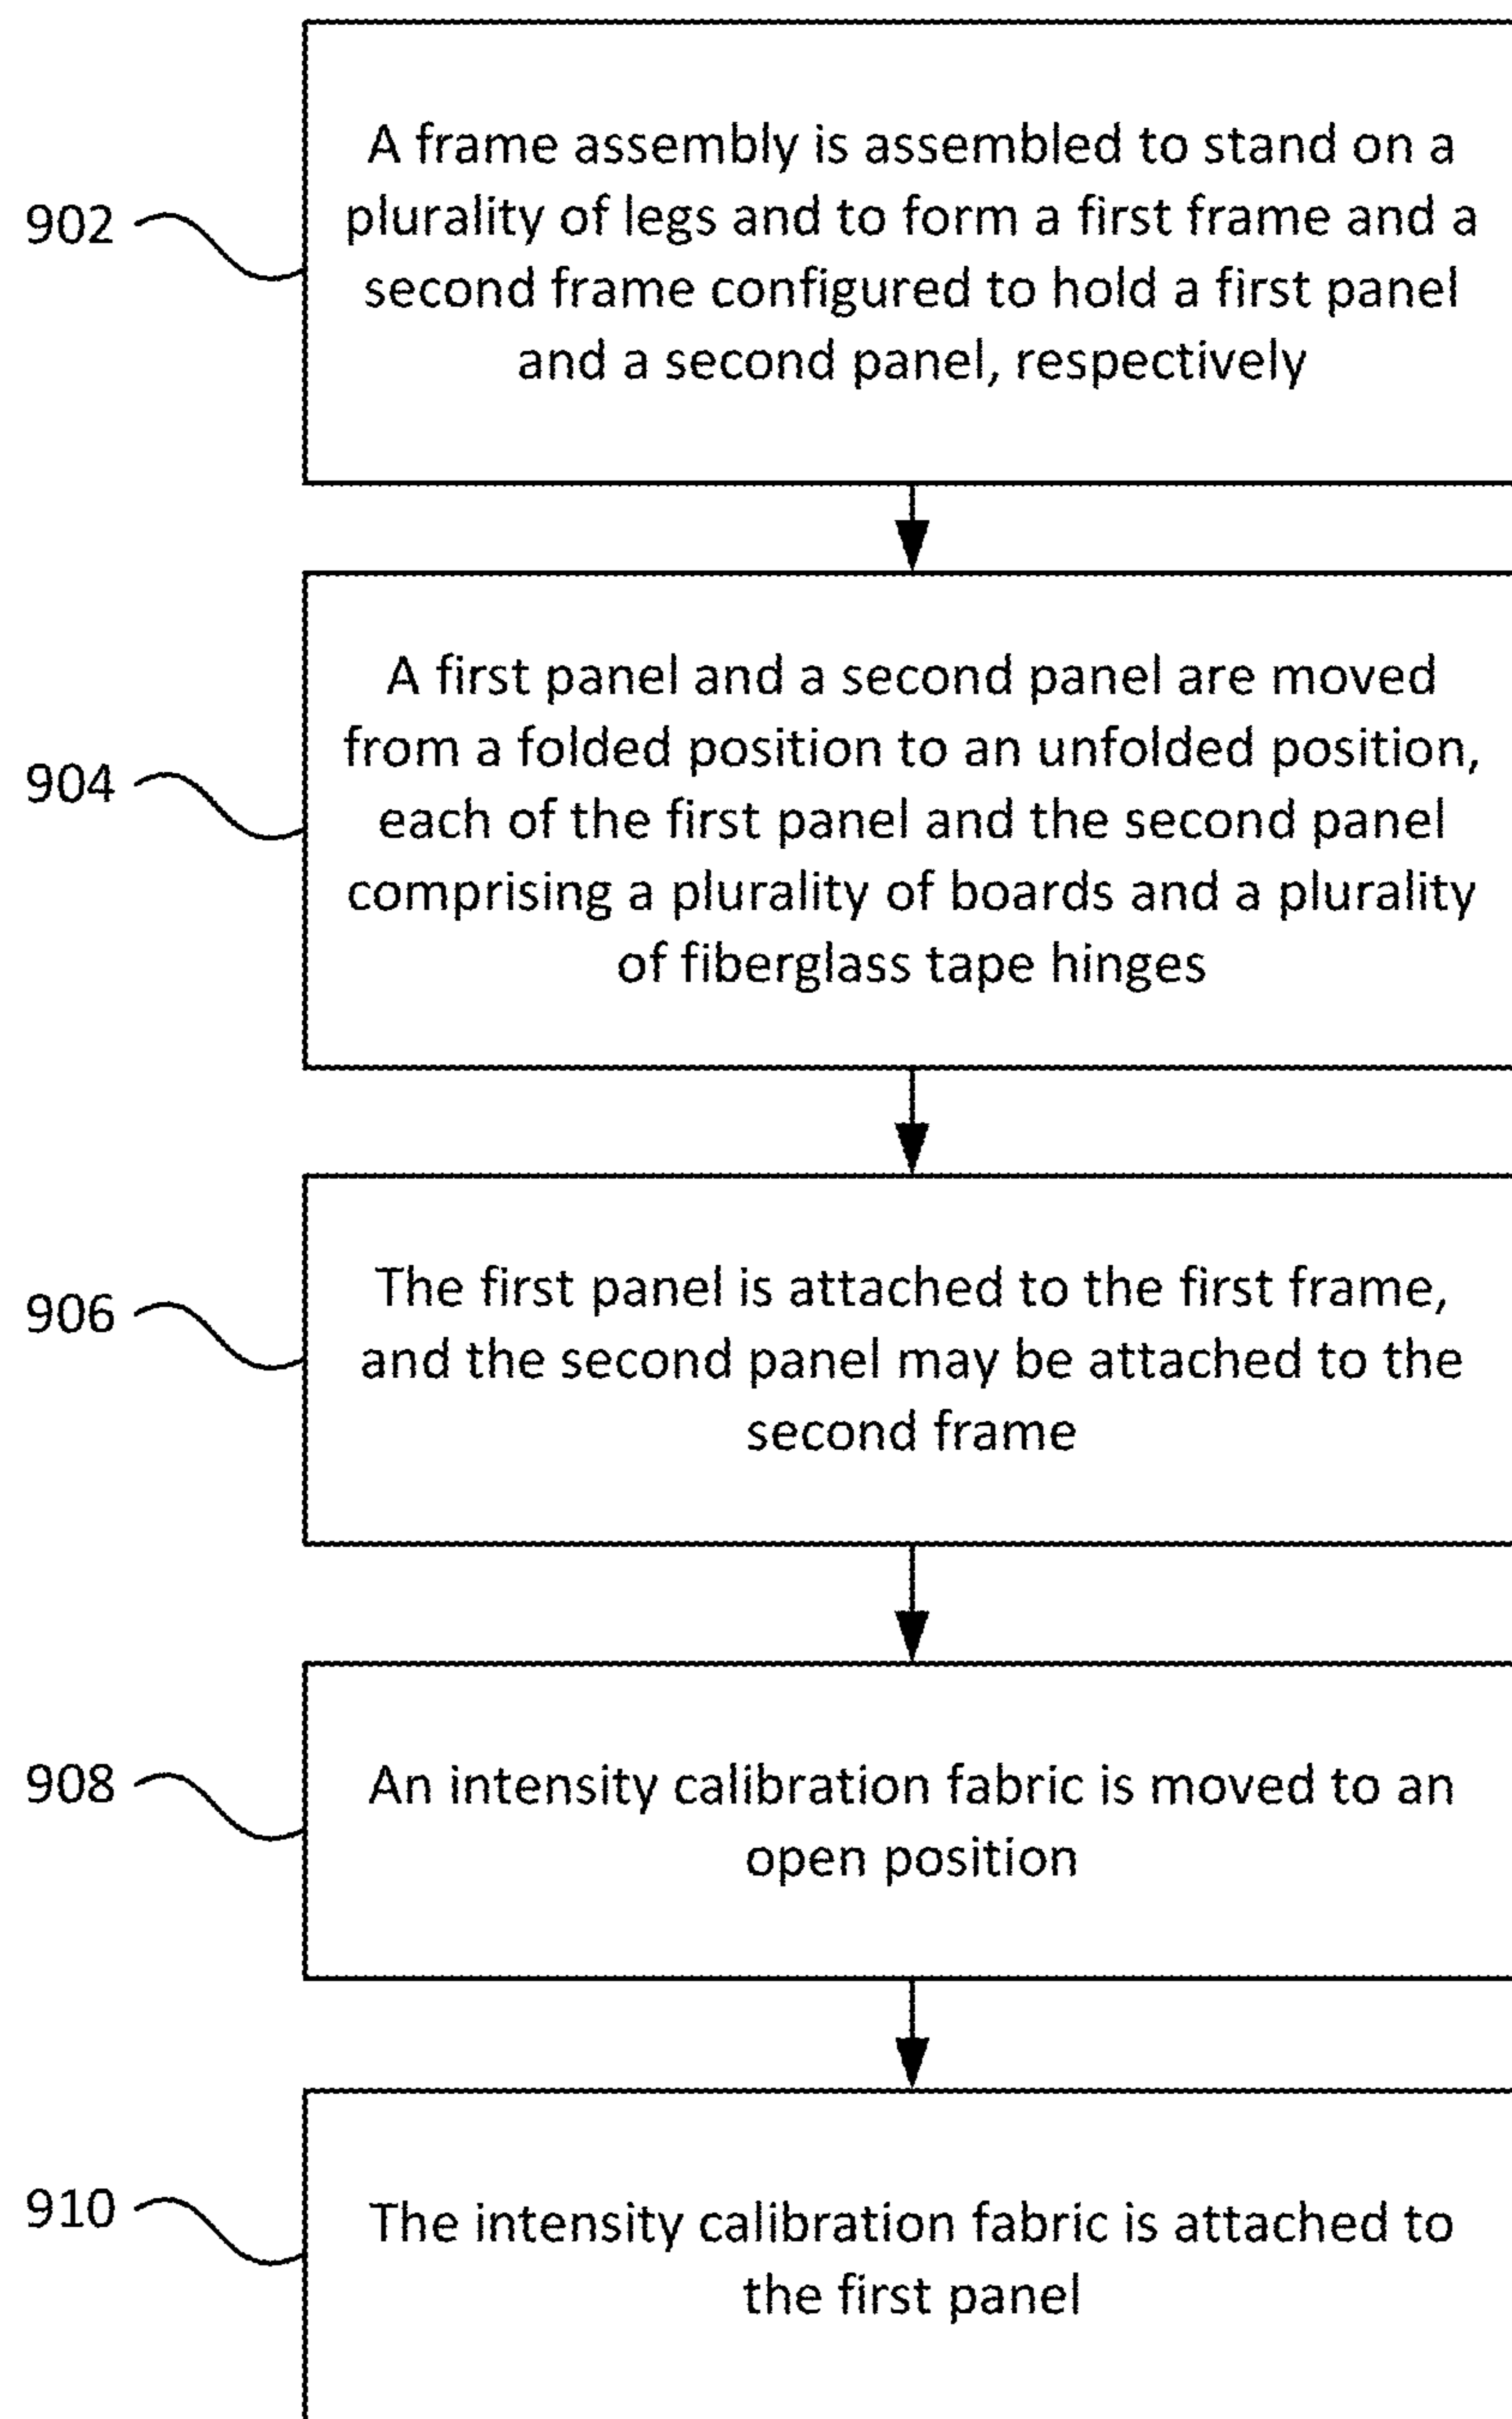 902
A frame assembly is assembled to stand on a
plurality of legs and to form a first frame and a
second frame configured to hold a first panel
and a second panel, respectively
904
A first panel and a second panel are moved
from a folded position to an unfolded position,
each of the first panel and the second panel
comprising a plurality of boards and a plurality
of fiberglass tape hinges
906
The first panel is attached to the first frame,
and the second panel may be attached to the
second frame
908
An intensity calibration fabric is moved to an
open position
910
The intensity calibration fabric is attached to
the first panel